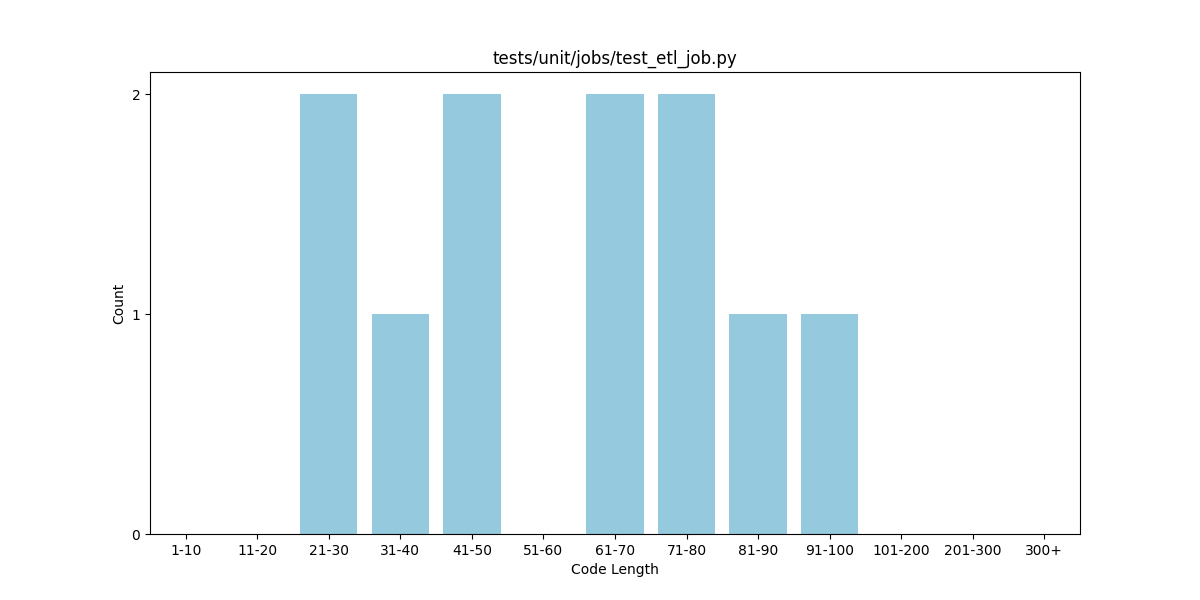 tests/unit/jobs/test_etl_job.py
2
1
0
Count
1-10 11-20 21-30 31-40 41-50 51-60 61-70 71-80 81-90 91-100 101-200 201-300 300+
Code Length